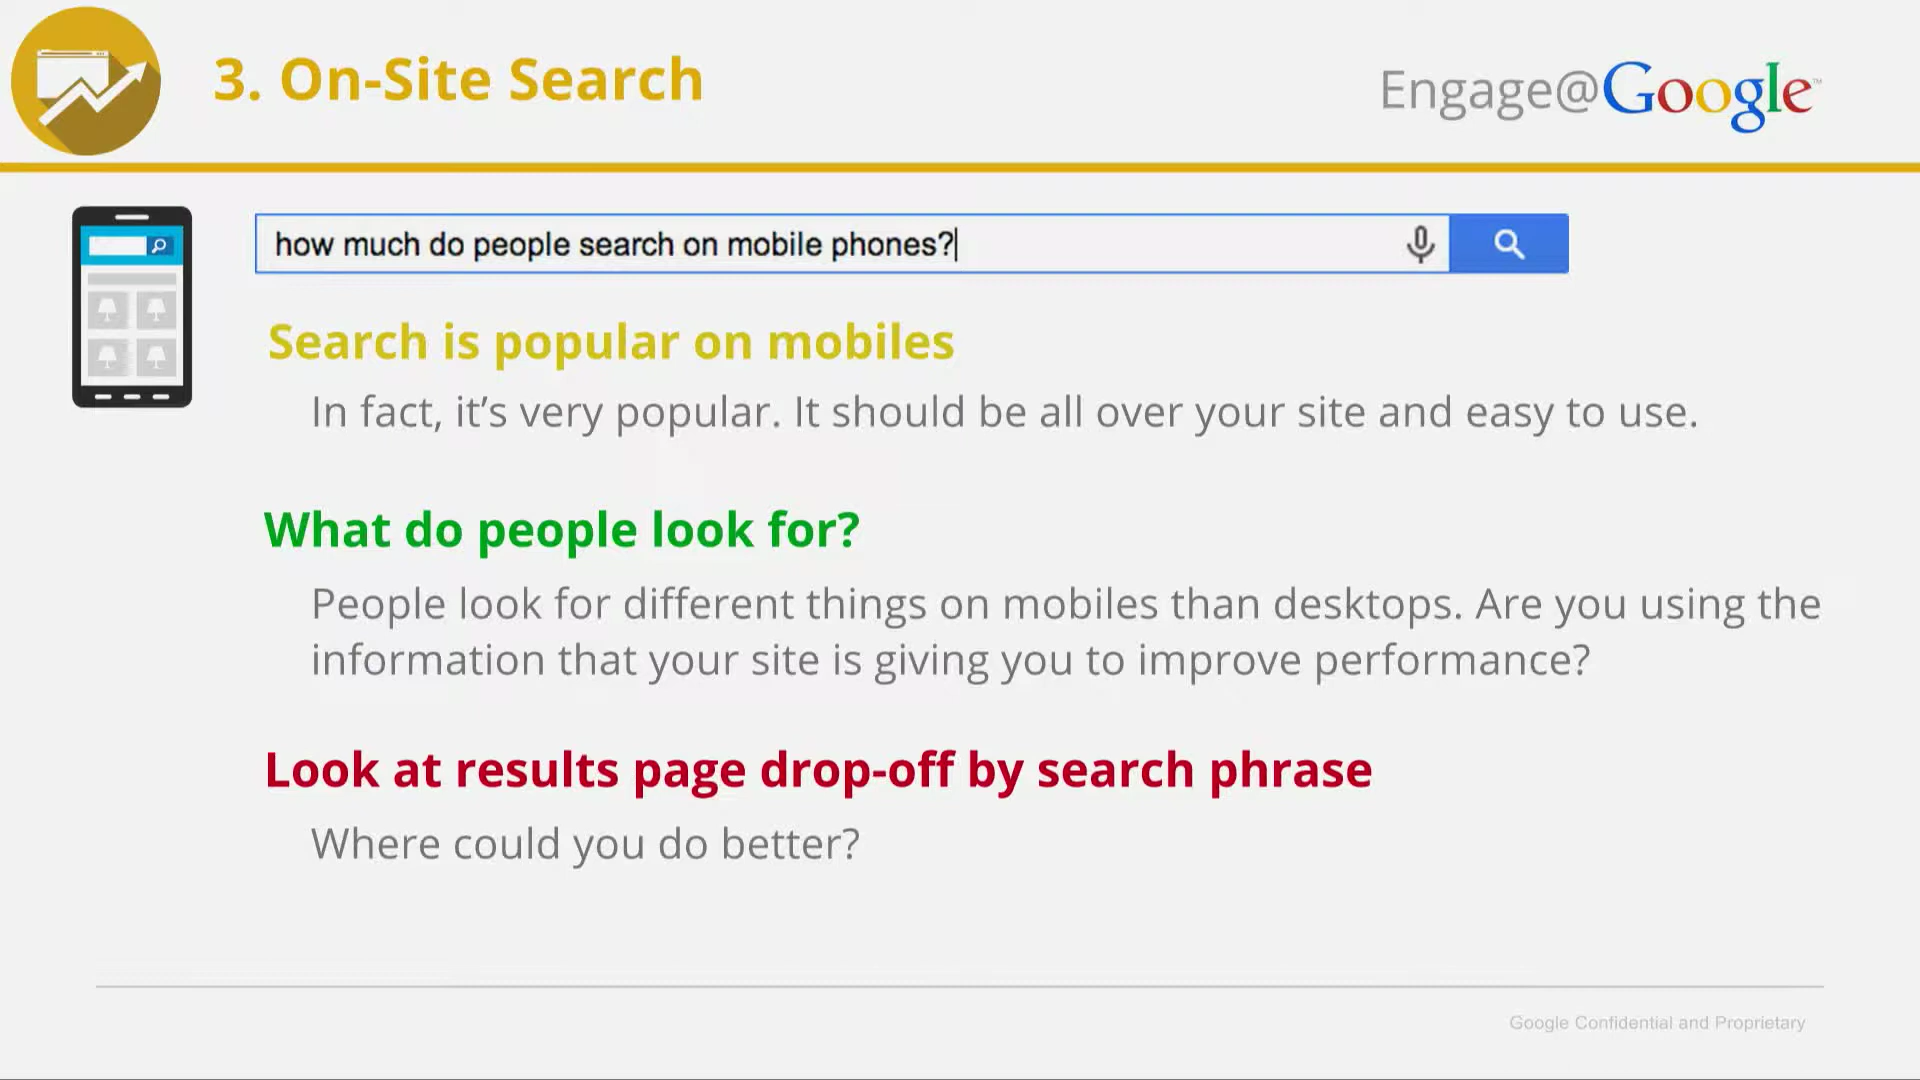 3. On-Site Search
Engage@Google™
how much do people search on mobile phones?
Search is popular on mobiles
In fact, it’s very popular. It should be all over your site and easy to use.
What do people look for?
People look for different things on mobiles than desktops. Are you using the
information that your site is giving you to improve performance?
Look at results page drop-off by search phrase
Where could you do better?
Google Confidential and Proprietary